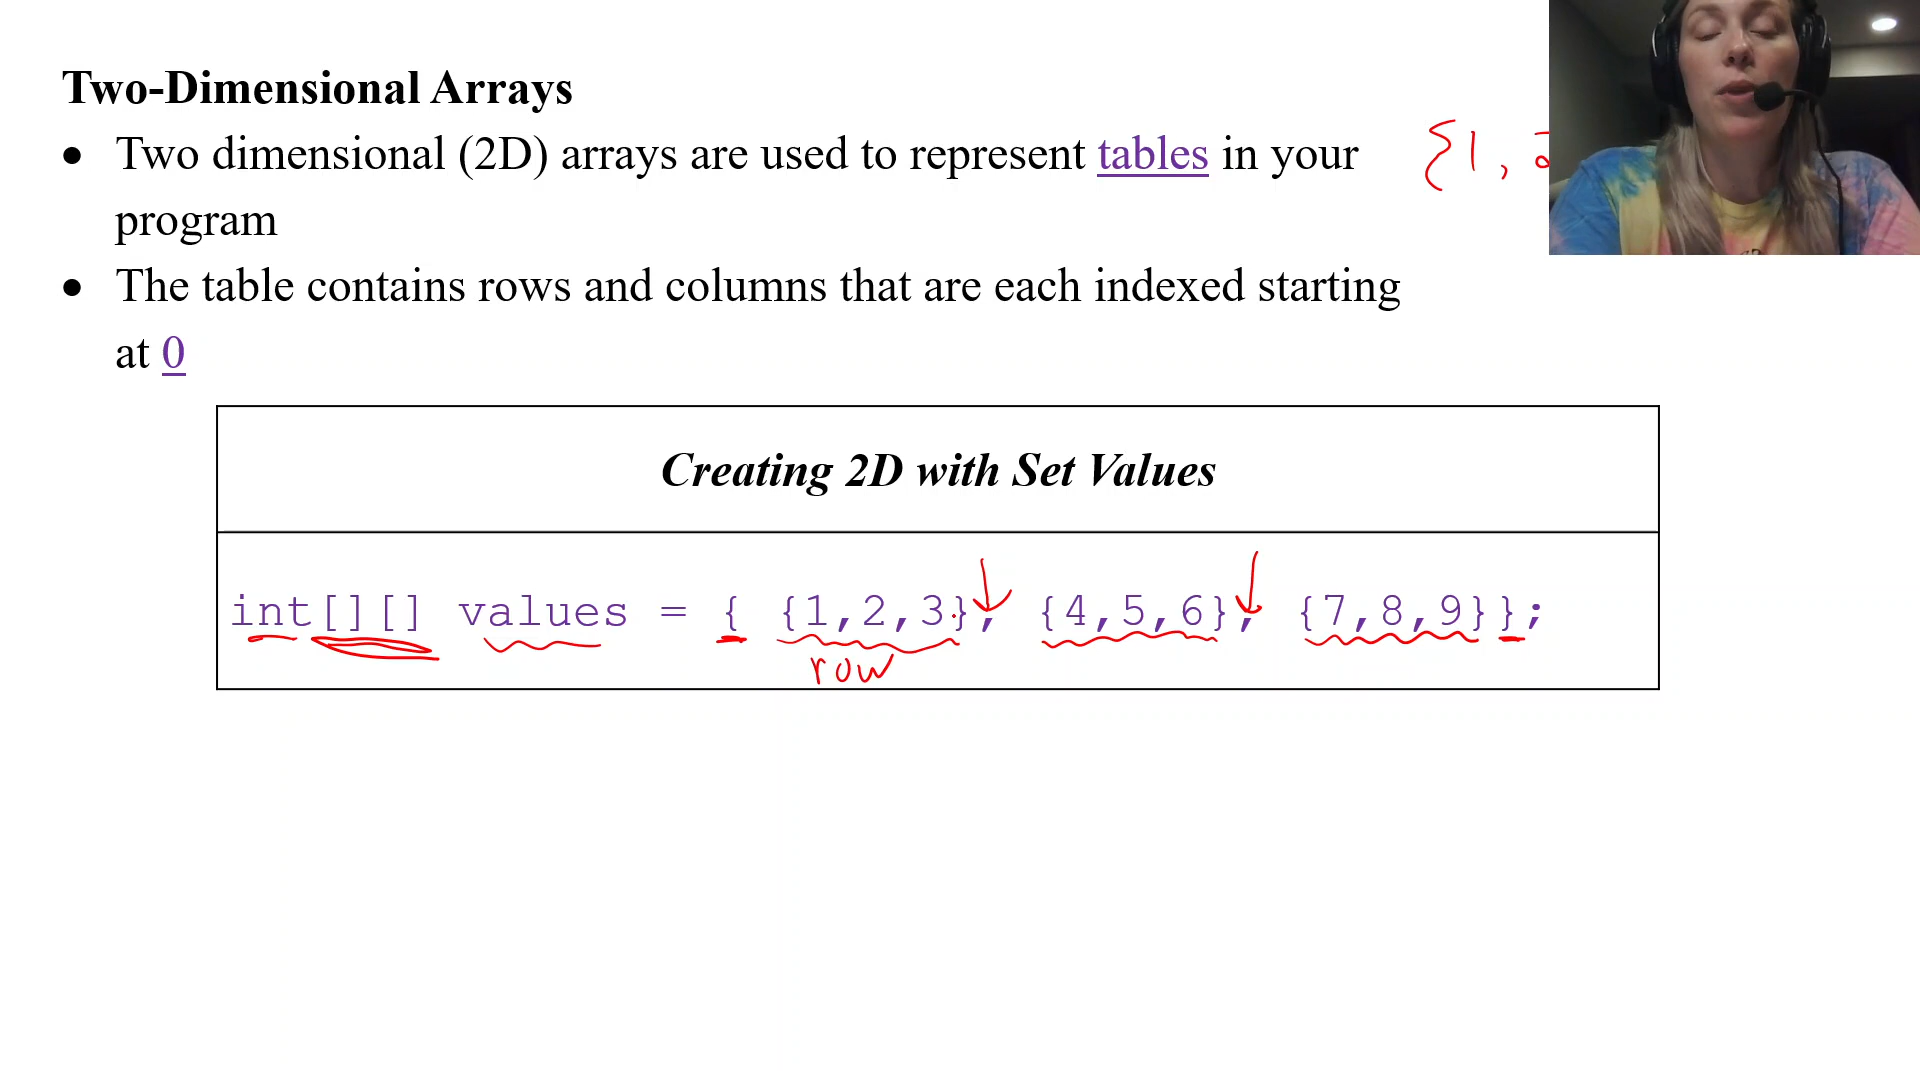 Two-Dimensional Arrays
• Two dimensional (2D) arrays are used to represent tables in your
program
• The table contains rows and columns that are each indexed starting
at 0
{1,
Creating 2D with Set Values
int[][] values = { {1,2,3}, {4,5,6}, {7,8,9}};
row